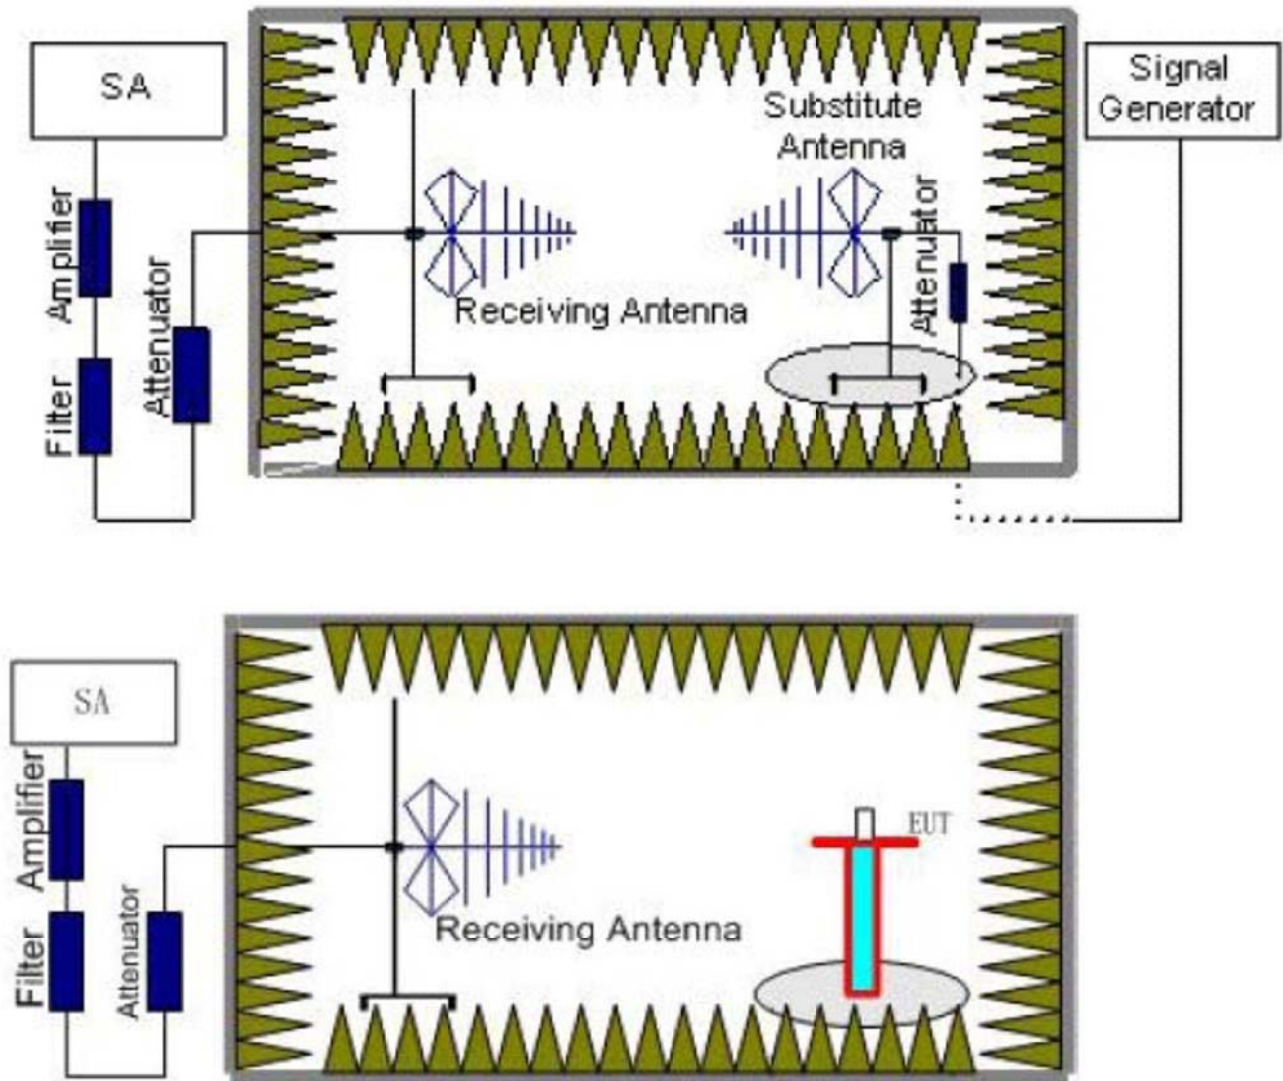 SA
Signal
Generator
Substitute
Antenna
Amplifier
Attenuator
Attenuator
Receiving Antenna
Filter
SA
Amplifier
EUT
Attenuator
Receiving Antenna
Filter